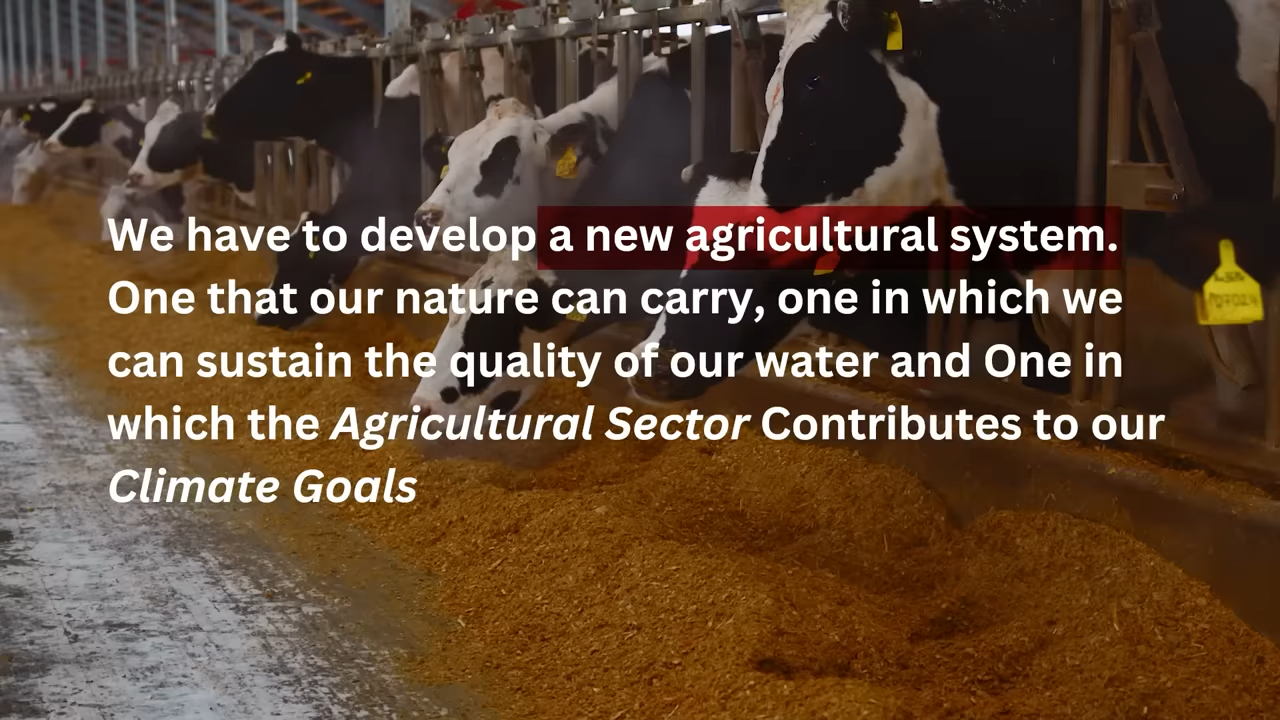 We have to develop a new agricultural system.
One that our nature can carry, one in which we
can sustain the quality of our water and One in
which the Agricultural Sector Contributes to our
Climate Goals